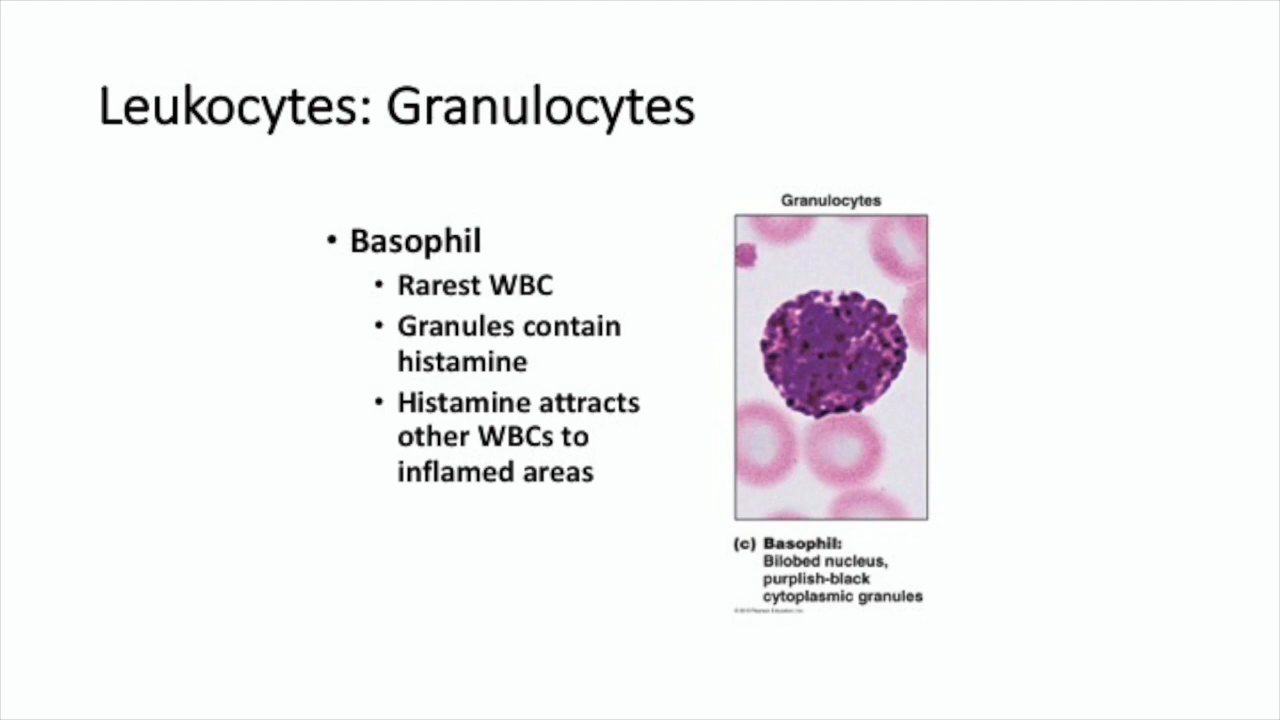 Leukocytes: Granulocytes
• Basophil
• Rarest WBC
• Granules contain
histamine
• Histamine attracts
other WBCs to
inflamed areas
Granulocytes
(c) Basophil:
Bilobed nucleus,
purplish-black
cytoplasmic granules